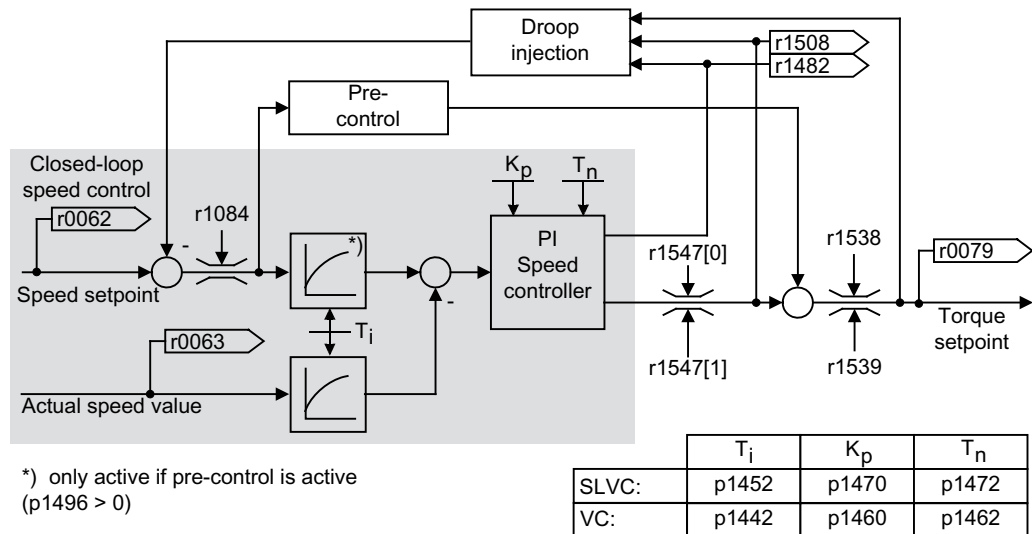 Droop
injection
r1508
r1482
Pre-
control
Closed-loop
speed control
r0062
r1084
Kp
Tn
*)
PI
Speed
controller
-
-
Speed setpoint
r1547[0]
r1538
r0079
Ti
r0063
r1547[1]
r1539
Torque
setpoint
Actual speed value
*) only active if pre-control is active
(p1496 > 0)
Ti Kp Tn
SLVC: p1452 p1470 p1472
VC: p1442 p1460 p1462